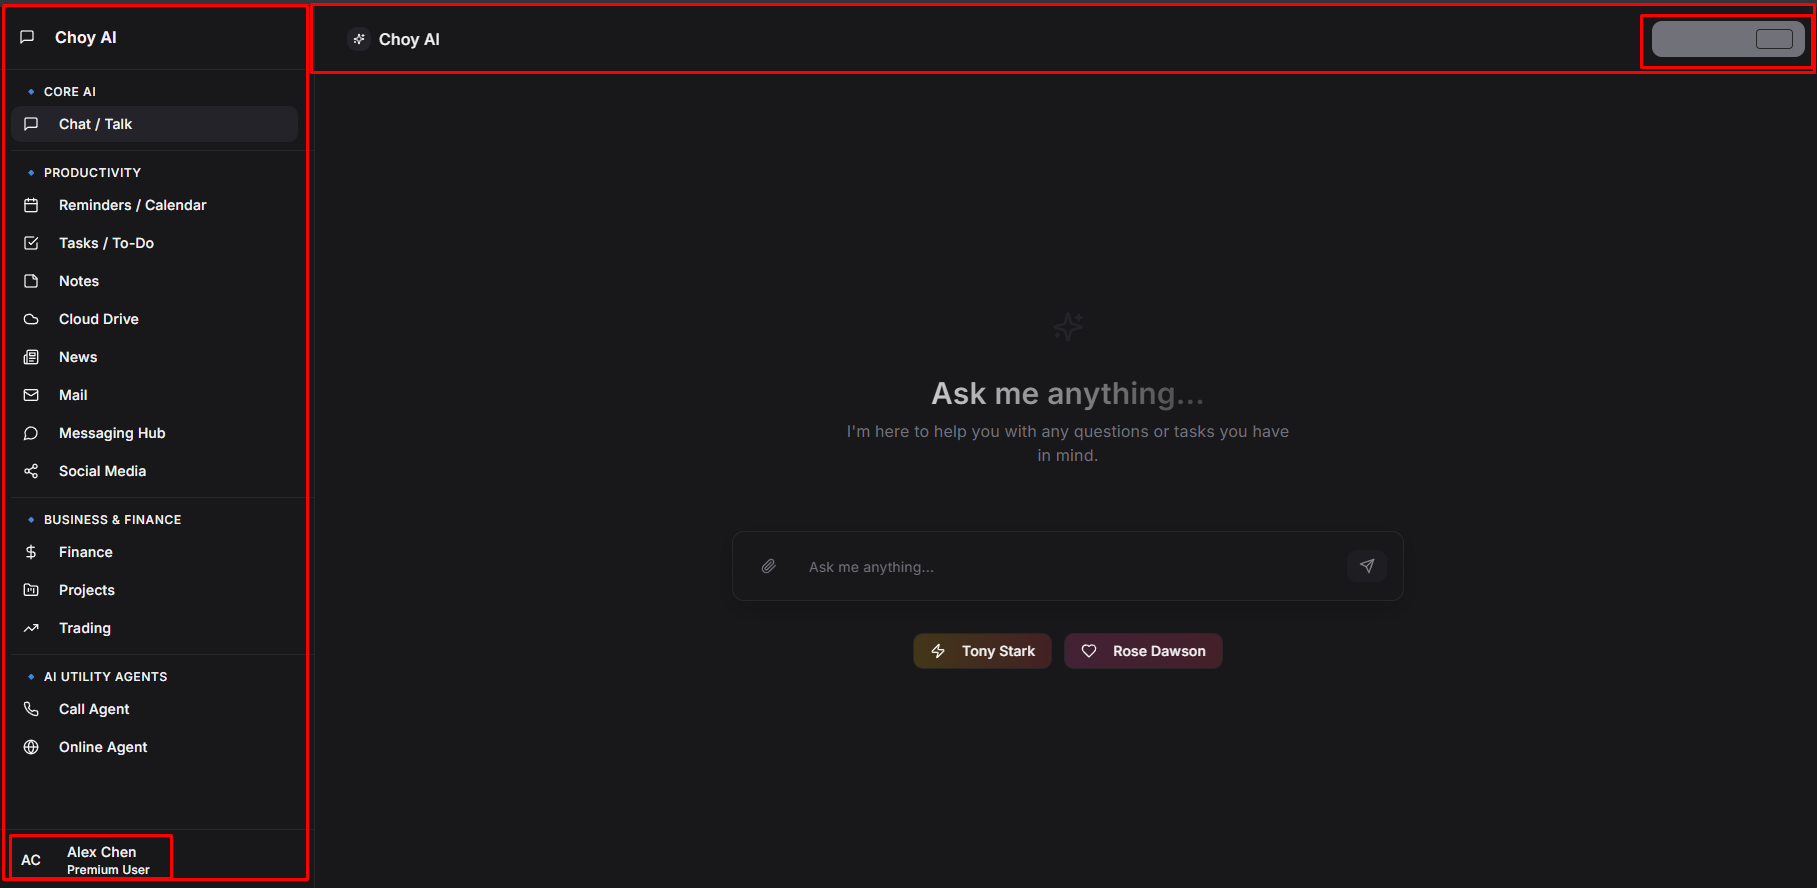 Choy AI
CORE AI
Chat / Talk
PRODUCTIVITY
Reminders / Calendar
Tasks / To-Do
Notes
Cloud Drive
News
Mail
Messaging Hub
Social Media
BUSINESS & FINANCE
Finance
Projects
Trading
AI UTILITY AGENTS
Call Agent
Online Agent
AC
Alex Chen
Premium User
Choy AI
Ask me anything...
I'm here to help you with any questions or tasks you have
in mind.
Ask me anything...
Tony Stark
Rose Dawson